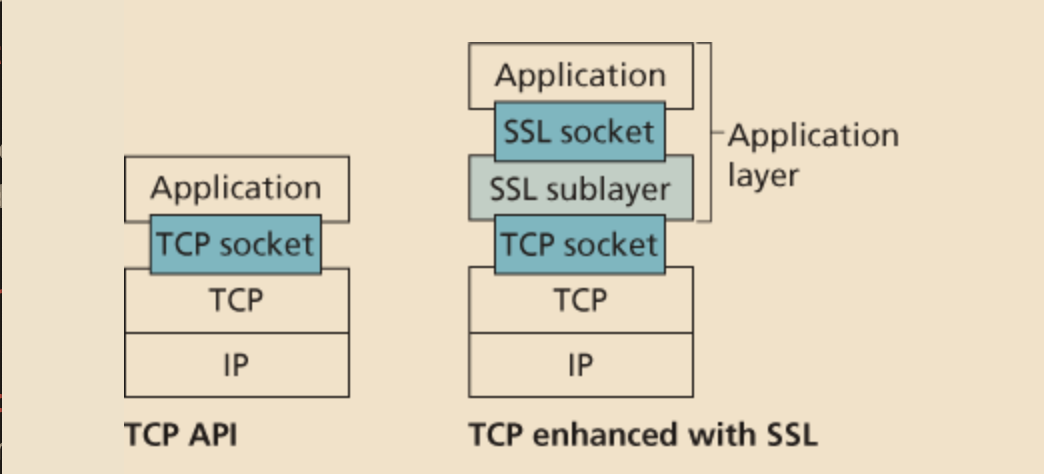 Application
TCP socket
TCP
IP
TCP API
Application
SSL socket
SSL sublayer
TCP socket
TCP
IP
Application
layer
TCP enhanced with SSL